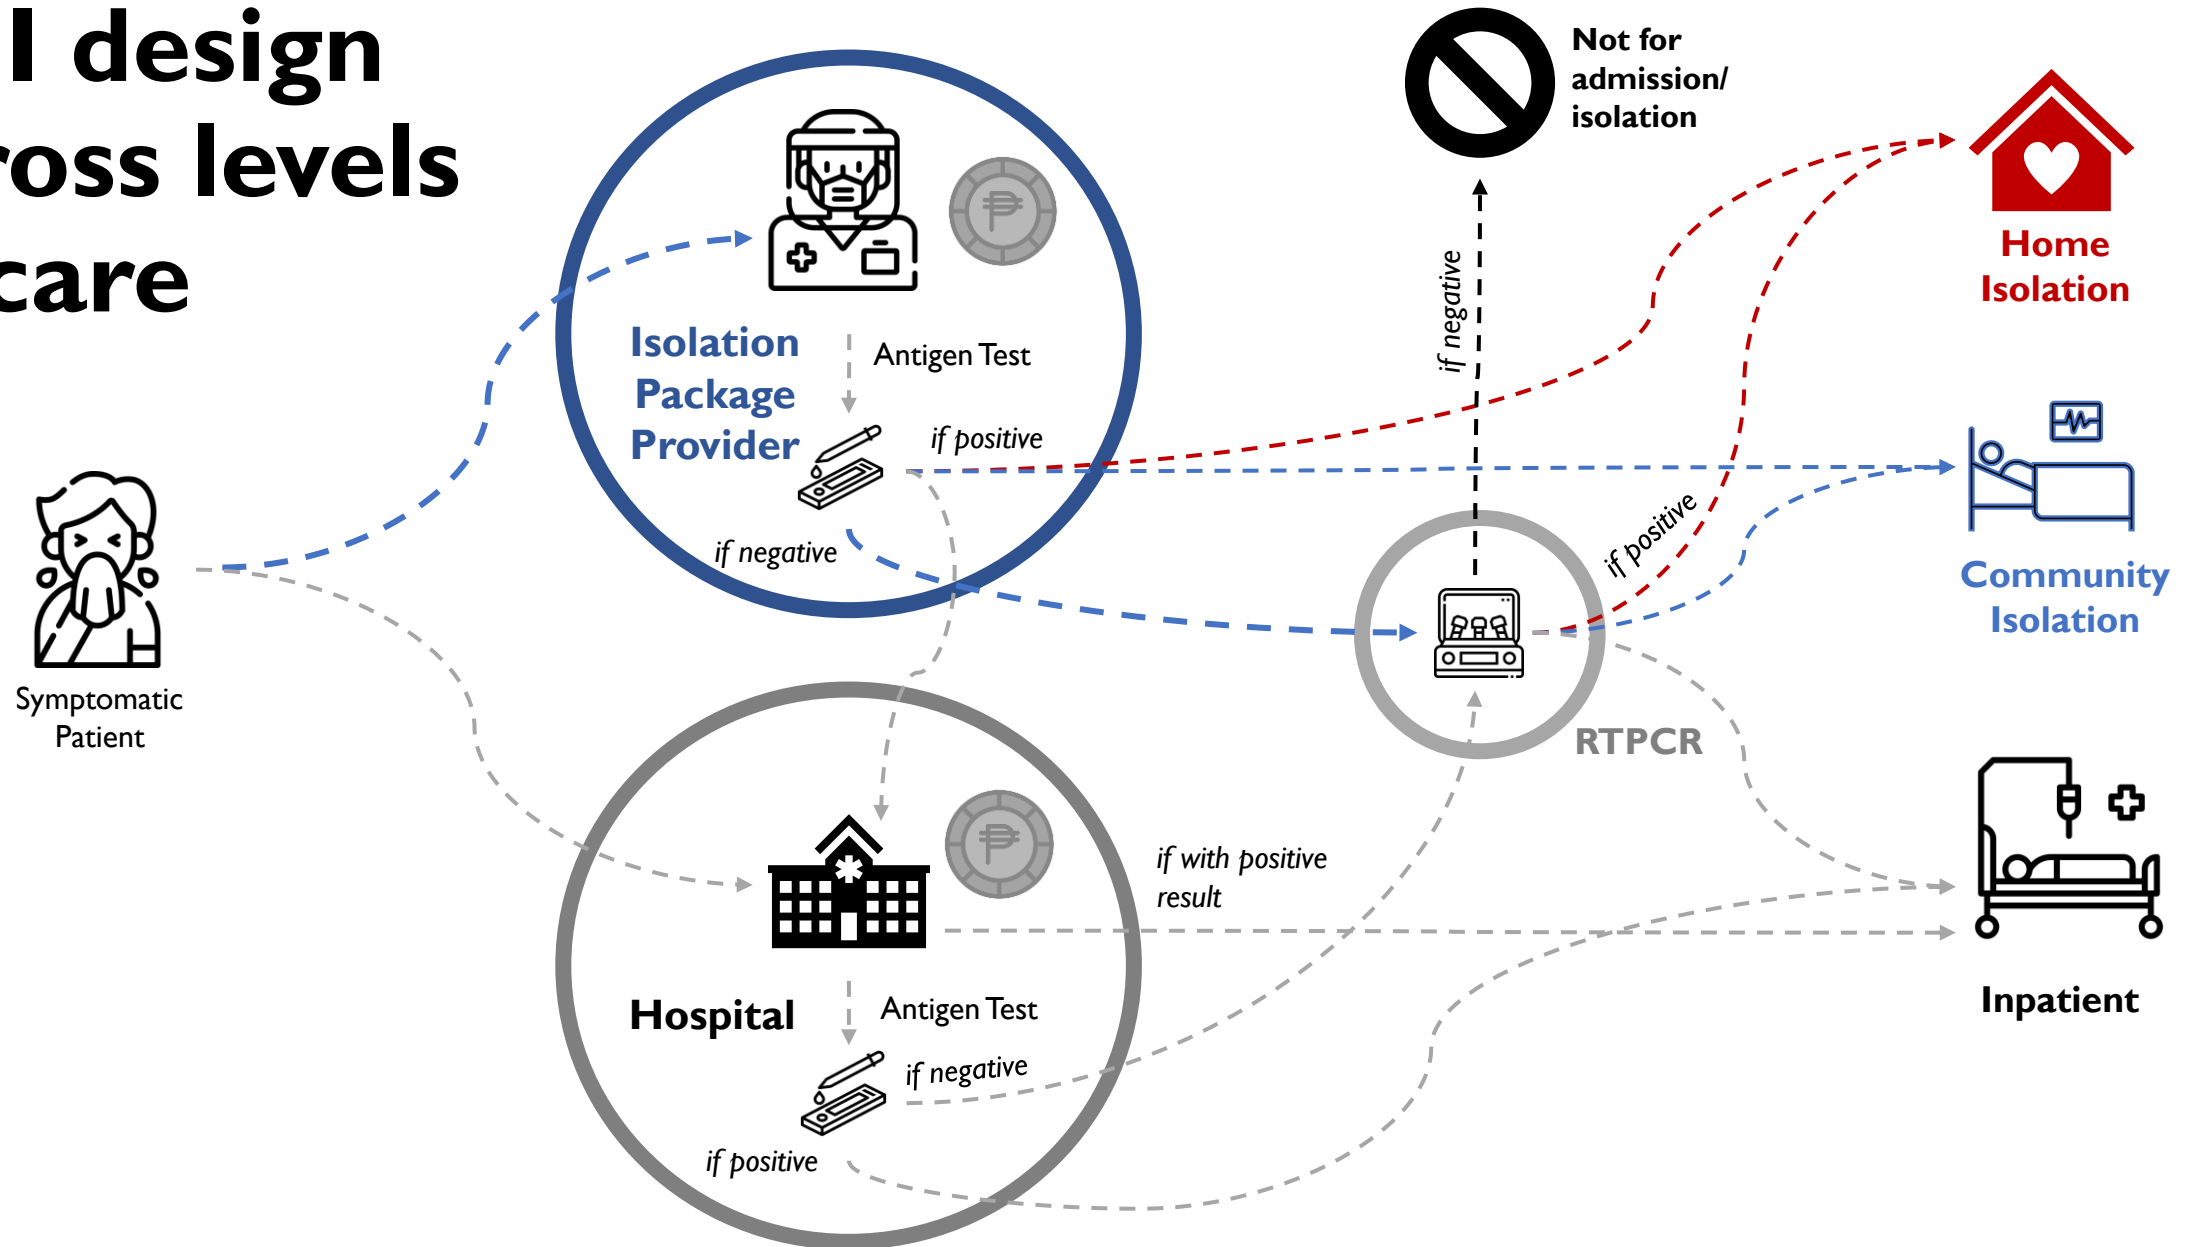 design
levels
care
Not for
admission/
isolation
Home
Isolation
if negative
Isolation
Package
Provider
Antigen Test
if positive
if negative
Community
Isolation
if positive
Symptomatic
Patient
RTPCR
if with positive
result
Hospital
Antigen Test
if negative
if positive
Inpatient